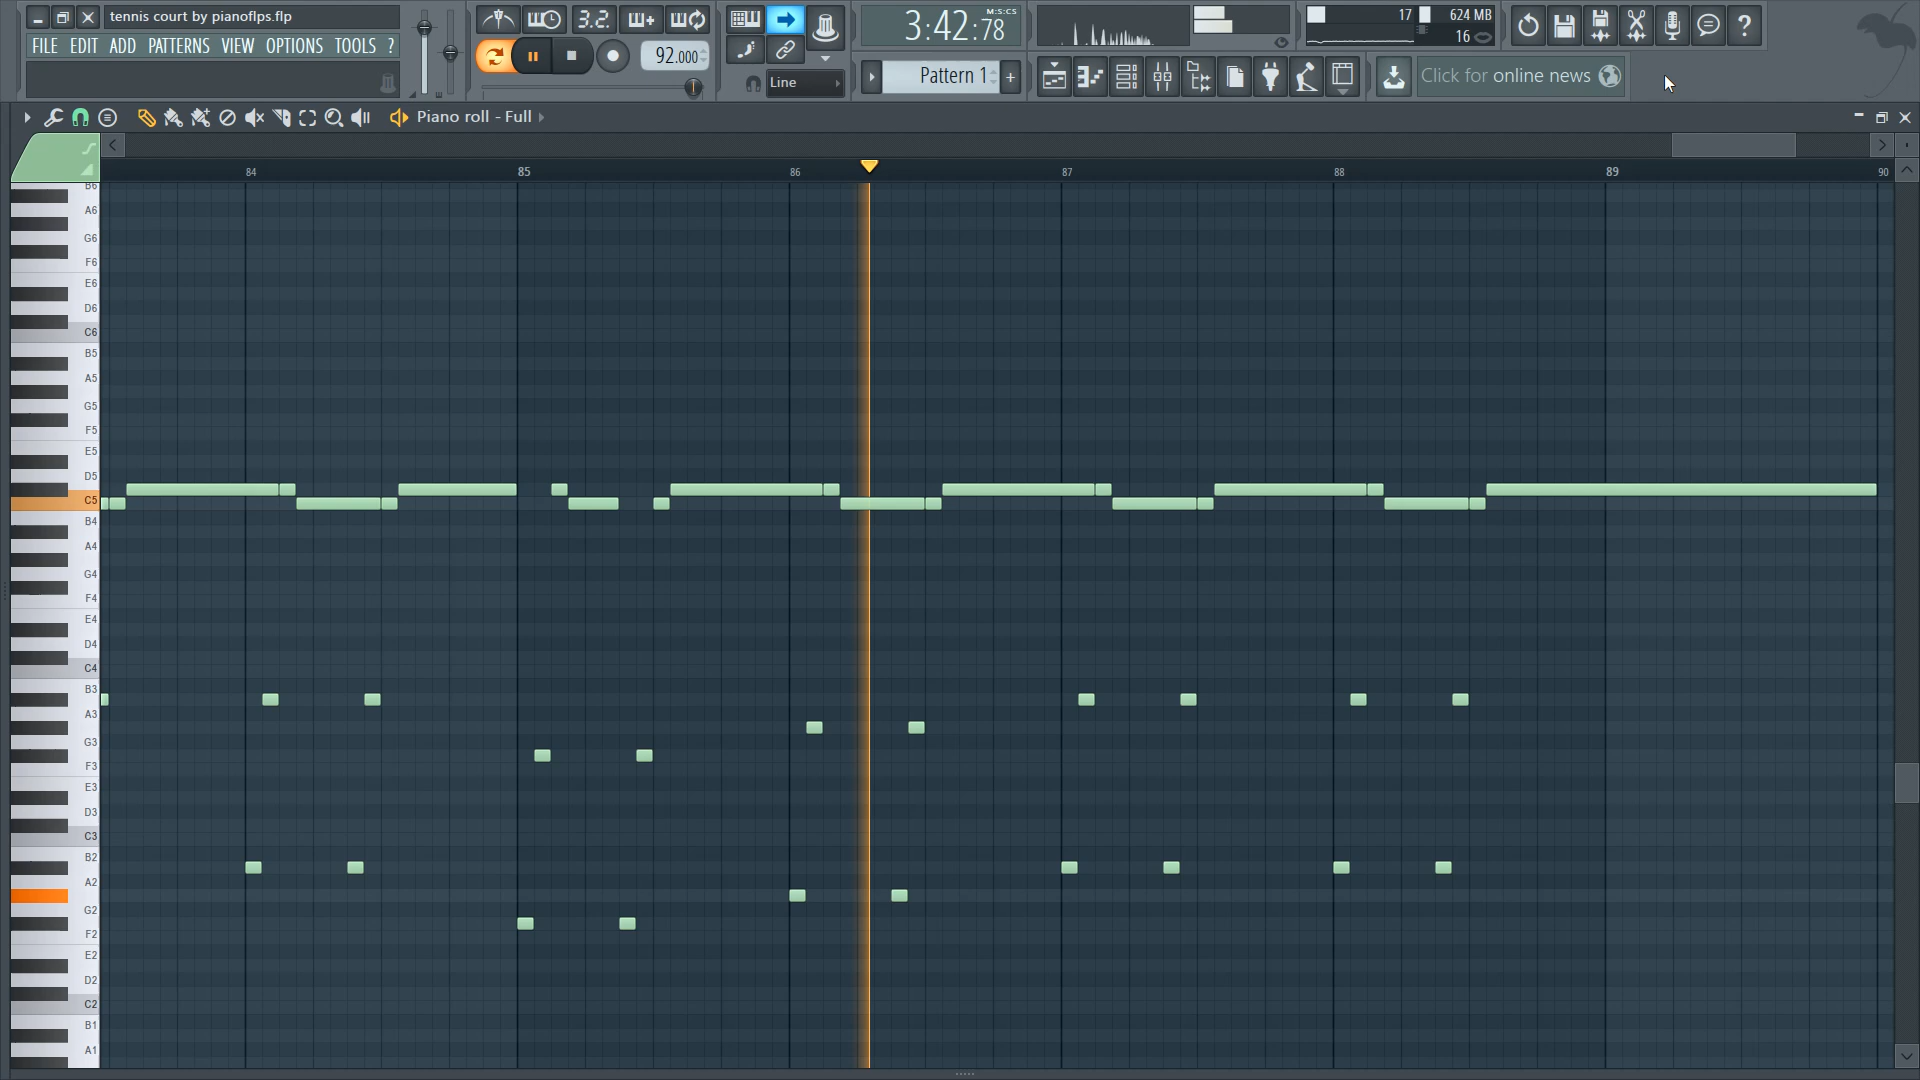 tennis court by pianoflps.flp
FILE EDIT ADD PATTERNS VIEW OPTIONS TOOLS ?
3.2.
92.000
Line
3:42:78
M:S:CS
Pattern 1
+
17
624 MB
16
?
Click for online news
Piano roll - Full
84 85 86 87 88 89 90
B6
A6
G6
F6
E6
D6
C6
B5
A5
G5
F5
E5
D5
C5
B4
A4
G4
F4
E4
D4
C4
B3
A3
G3
F3
E3
D3
C3
B2
A2
G2
F2
E2
D2
C2
B1
A1